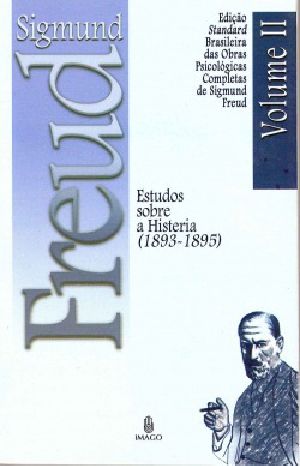 Sigmund
Freud
Edição
Standard
Brasileira
das Obras
Psicológicas
Completas
de Sigmund
Freud
Volume II
Estudos
sobre
a Histeria
(1893-1895)
IMAGO